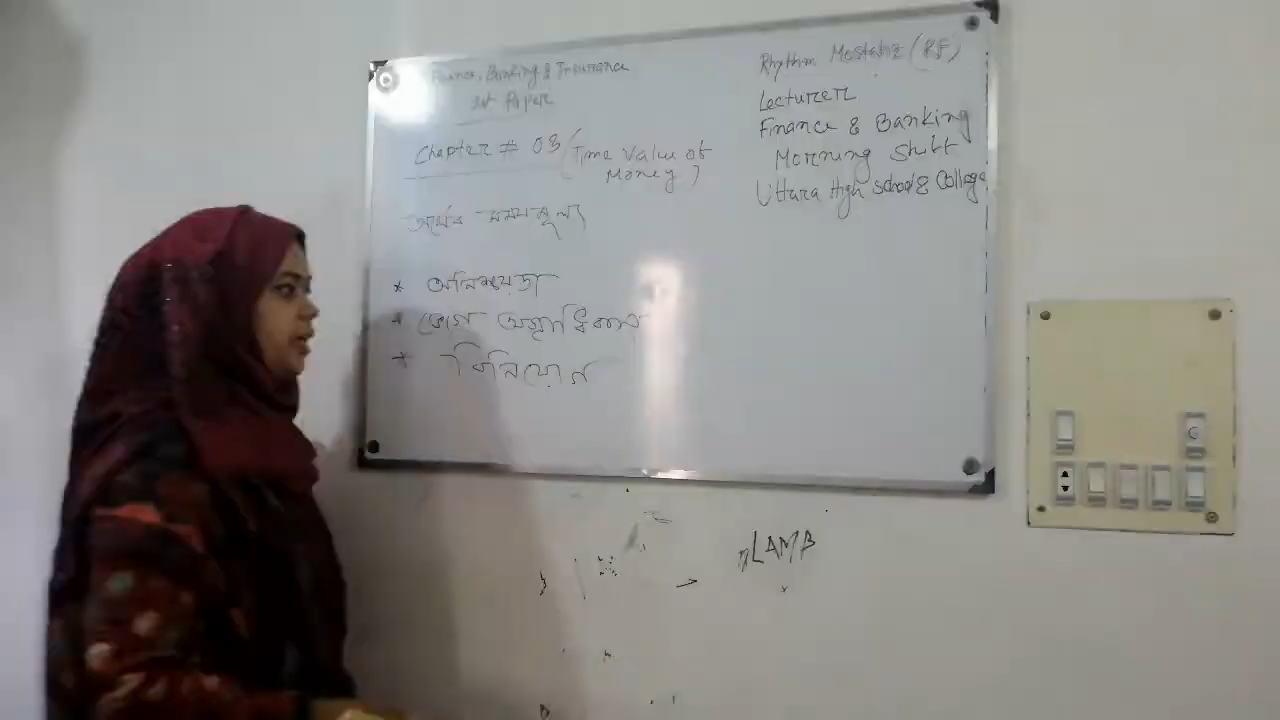 Finance, Banking & Insurance
1st Paper
Chapter # 03 (Time Value of
Money)
অর্থের সময়মূল্য
* অনিশ্চয়তা
* ভোগ অগ্রাধিকার
* বিনিয়োগ
Rhythm Mostafiz (RF)
Lecturer
Finance & Banking
Morning Shift
Uttara High School & College
LAMB